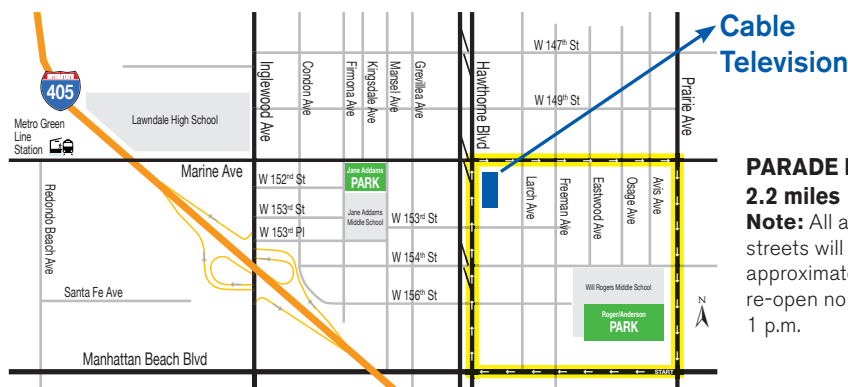 Cable
Television
W 147th St
W 149th St
INTERSTATE
405
Inglewood Ave
Condon Ave
Firmona Ave
Kingsdale Ave
Mansel Ave
Grevillea Ave
Hawthorne Blvd
Prairie Ave
Lawndale High School
Metro Green
Line
Station
Marine Ave
Redondo Beach Ave
Santa Fe Ave
Manhattan Beach Blvd
W 152nd St
W 153rd St
W 153rd Pl
Jane Addams
PARK
Jane Addams
Middle School
W 153rd St
W 154th St
W 156th St
Larch Ave
Freeman Ave
Eastwood Ave
Osage Ave
Avis Ave
Will Rogers Middle School
Roger/Anderson
PARK
START
N
PARADE
2.2 miles
Note: All a
streets will
approximate
re-open no
1 p.m.